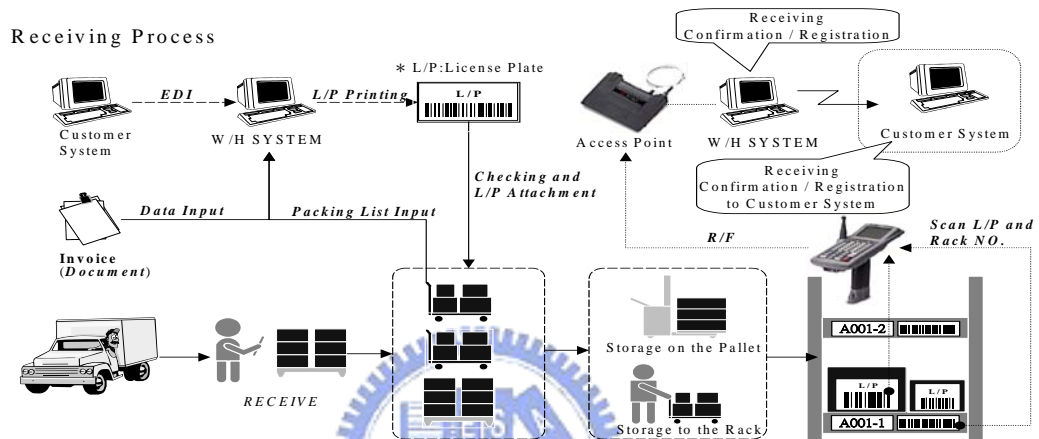 Receiving Process
Receiving
Confirmation / Registration
* L/P:License Plate
EDI
L/P Printing
L/P
Customer
System
W/H SYSTEM
Access Point
W/H SYSTEM
Customer System
Checking and
L/P Attachment
Receiving
Confirmation / Registration
to Customer System
Data Input
Packing List Input
R/F
Scan L/P and
Rack NO.
Invoice
(Document)
A001-2
Storage on the Pallet
L/P
L/P
RECEIVE
Storage to the Rack
A001-1